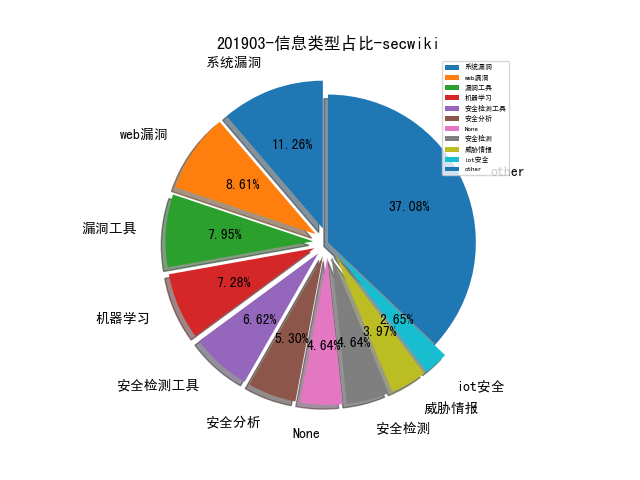 201903-信息类型占比-secwiki
系统漏洞
web漏洞
漏洞工具
机器学习
安全检测工具
安全分析
None
安全检测
威胁情报
iot安全
other
系统漏洞
web漏洞
漏洞工具
机器学习
安全检测工具
安全分析
None
安全检测
威胁情报
iot安全
other
11.26%
8.61%
7.95%
7.28%
6.62%
5.30%
4.64%
4.64%
3.97%
2.65%
37.08%